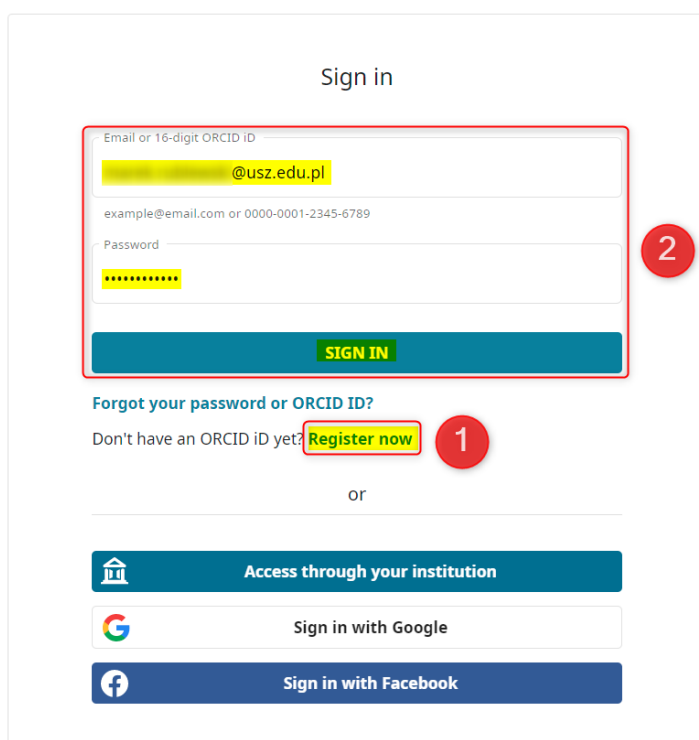 Sign in
Email or 16-digit ORCID iD
@usz.edu.pl
example@email.com or 0000-0001-2345-6789
Password
••••••••••••
2
SIGN IN
Forgot your password or ORCID ID?
Don't have an ORCID iD yet? Register now
1
or
Access through your institution
Sign in with Google
Sign in with Facebook